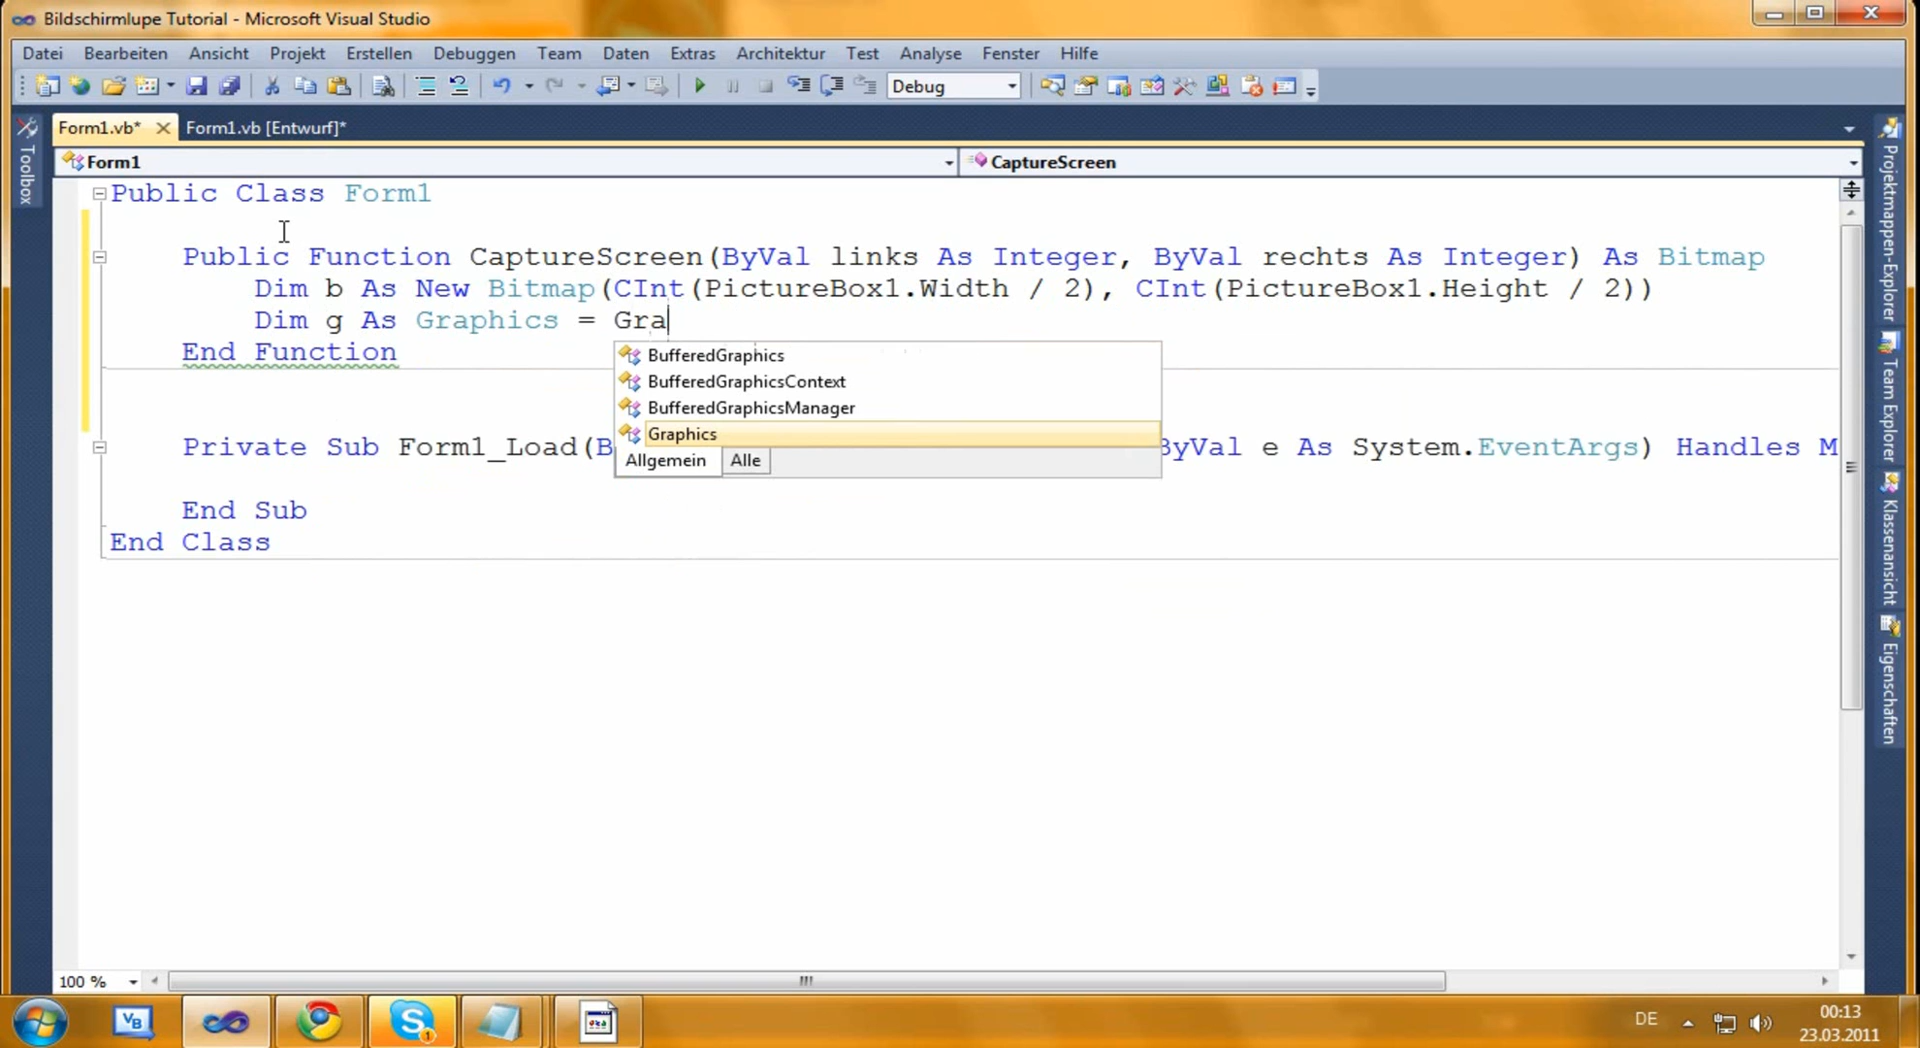 Bildschirmlupe Tutorial - Microsoft Visual Studio
Datei Bearbeiten Ansicht Projekt Erstellen Debuggen Team Daten Extras Architektur Test Analyse Fenster Hilfe
Debug
Form1.vb* Form1.vb [Entwurf]*
Toolbox
Form1 CaptureScreen
Public Class Form1
Public Function CaptureScreen(ByVal links As Integer, ByVal rechts As Integer) As Bitmap
Dim b As New Bitmap(CInt(PictureBox1.Width / 2), CInt(PictureBox1.Height / 2))
Dim g As Graphics = Gra
End Function
BufferedGraphics
BufferedGraphicsContext
BufferedGraphicsManager
Graphics
Allgemein Alle
Private Sub Form1_Load(B ByVal e As System.EventArgs) Handles M
End Sub
End Class
Projektmappen-Explorer
Team Explorer
Klassenansicht
Eigenschaften
100 %
VB
S 1
DE
00:13
23.03.2011